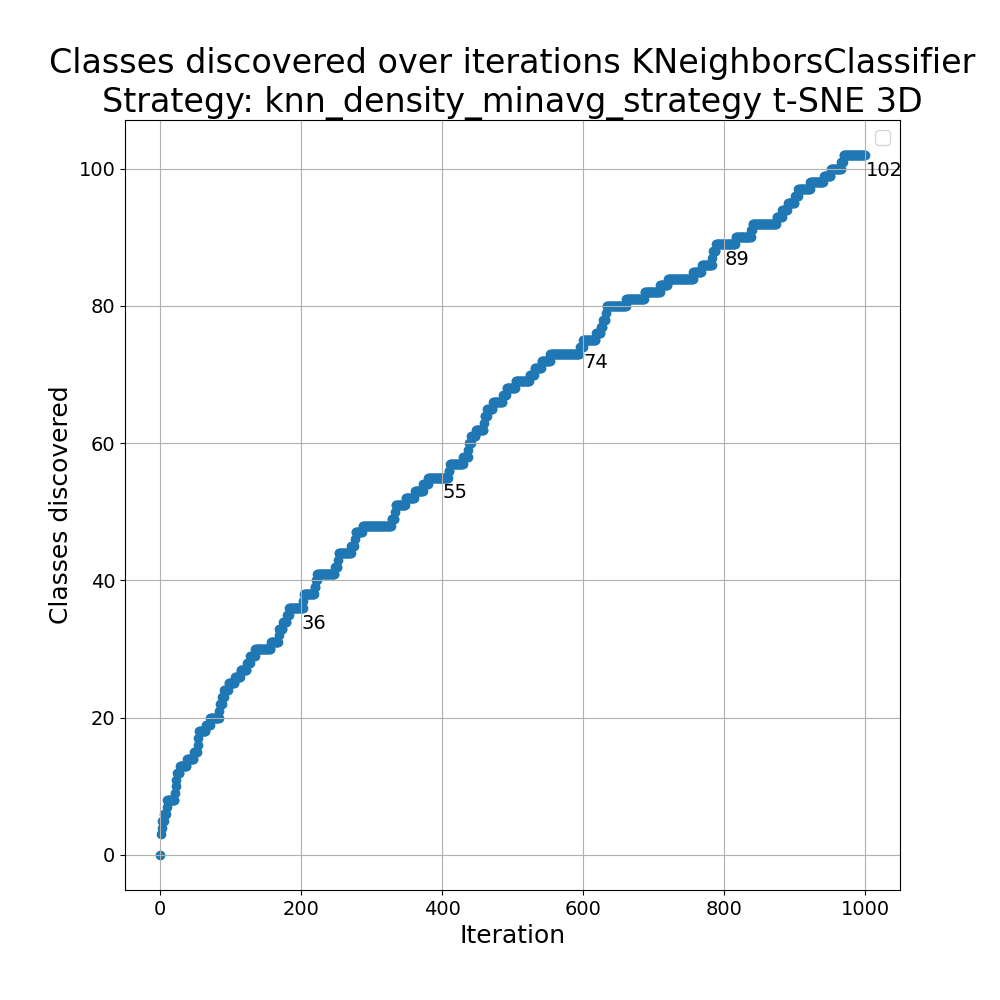 Classes discovered over iterations KNeighborsClassifier
Strategy: knn_density_minavg_strategy t-SNE 3D
Classes discovered
100
80
60
40
20
0
102
89
74
55
36
0 200 400 600 800 1000
Iteration